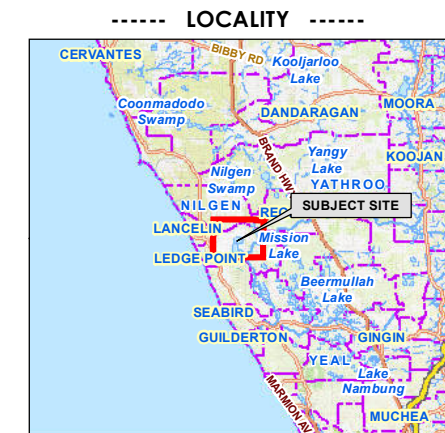 ------ LOCALITY ------
CERVANTES
BIBBY RD
Kooljarloo
Lake
Coonmadodo
Swamp
DANDARAGAN
MOORA
BRAND HW
Yangy
Lake
KOOJAN
Nilgen
Swamp
YATHROO
NILGEN
REG
SUBJECT SITE
LANCELIN
Mission
Lake
LEDGE POINT
Beermullah
Lake
SEABIRD
GUILDERTON
GINGIN
YEAL
Lake
Nambung
MARMION AV
MUCHEA